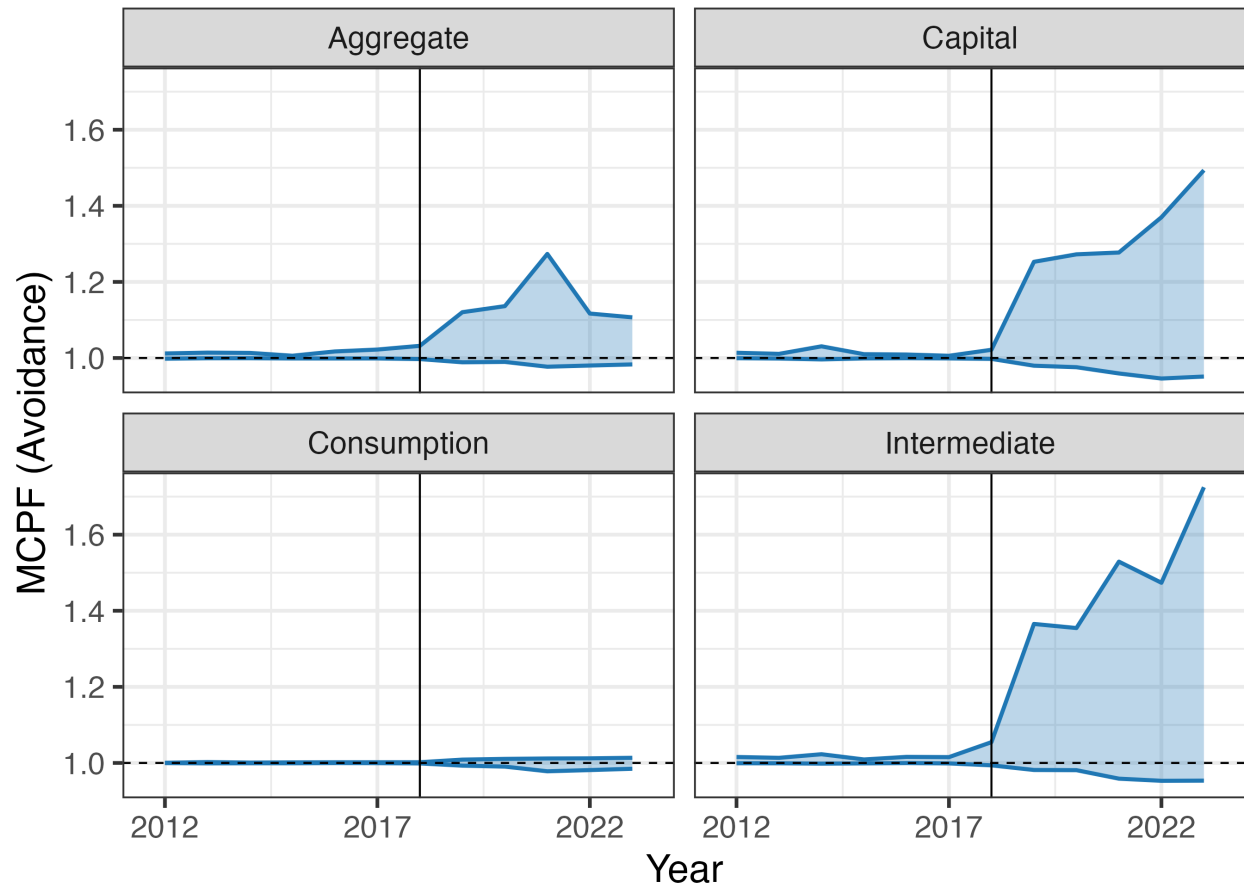 Aggregate
Capital
1.6
1.4
1.2
1.0
Consumption
Intermediate
1.6
1.4
1.2
1.0
2012
2017
2022
2012
2017
2022
MCPF (Avoidance)
Year